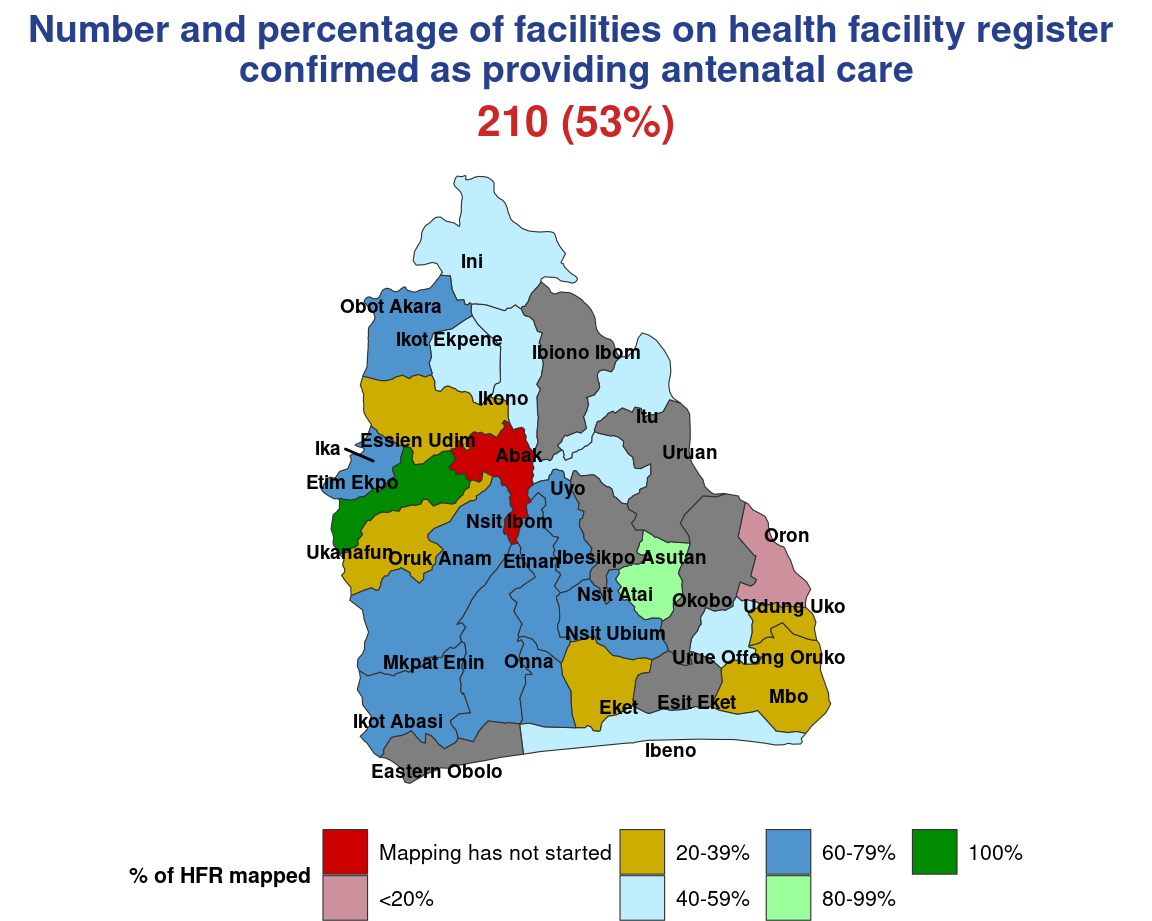 Number and percentage of facilities on health facility register
confirmed as providing antenatal care
210 (53%)
Ini
Obot Akara
Ikot Ekpene
Ibiono Ibom
Ikono
Itu
Essien Udim
Ika
Abak
Uruan
Etim Ekpo
Uyo
Nsit Ibom
Oron
Ukanafun
Oruk Anam
Etinan
Ibesikpo Asutan
Nsit Atai
Okobo
Udung Uko
Nsit Ubium
Mkpat Enin
Onna
Urue Offong Oruko
Mbo
Esit Eket
Eket
Ikot Abasi
Ibeno
Eastern Obolo
% of HFR mapped
Mapping has not started
<20%
20-39%
40-59%
60-79%
80-99%
100%